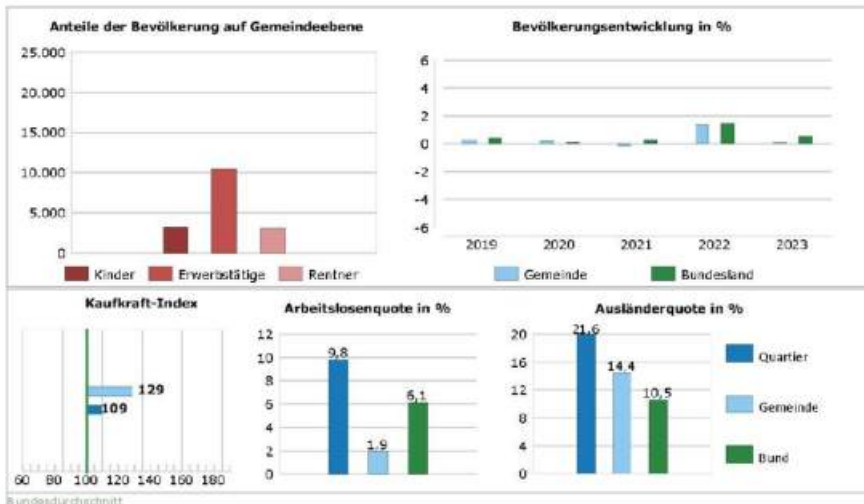 Anteile der Bevölkerung auf Gemeindeebene
25.000
20.000
15.000
10.000
5.000
0
Kinder Erwerbstätige Rentner
Bevölkerungsentwicklung in %
6
4
2
0
-2
-4
-6
2019 2020 2021 2022 2023
Gemeinde Bundesland
Kaufkraft-Index
129
109
60 80 100 120 140 160 180
Bundesdurchschnitt
Arbeitslosenquote in %
12
10
8
6
4
2
0
9,8
1,9
6,1
Ausländerquote in %
20
16
12
8
4
0
21,6
14,4
10,5
Quartier
Gemeinde
Bund